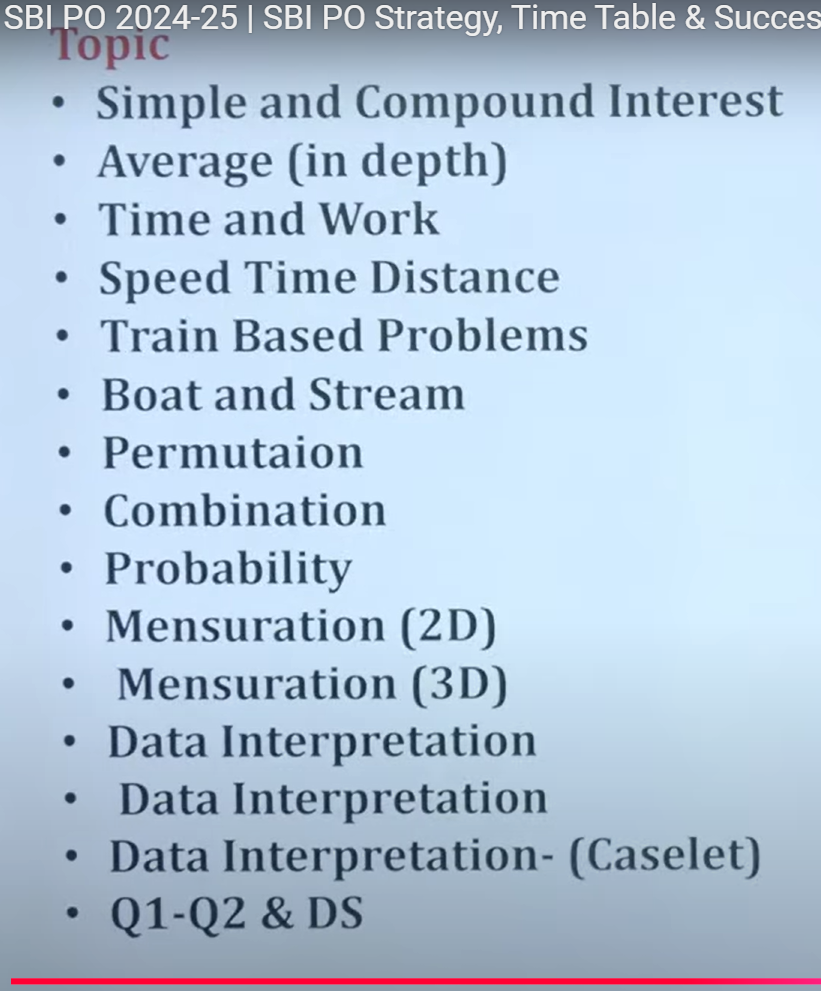 SBI PO 2024-25 | SBI PO Strategy, Time Table & Succes
Topic
• Simple and Compound Interest
• Average (in depth)
• Time and Work
• Speed Time Distance
• Train Based Problems
• Boat and Stream
• Permutaion
• Combination
• Probability
• Mensuration (2D)
• Mensuration (3D)
• Data Interpretation
• Data Interpretation
• Data Interpretation- (Caselet)
• Q1-Q2 & DS